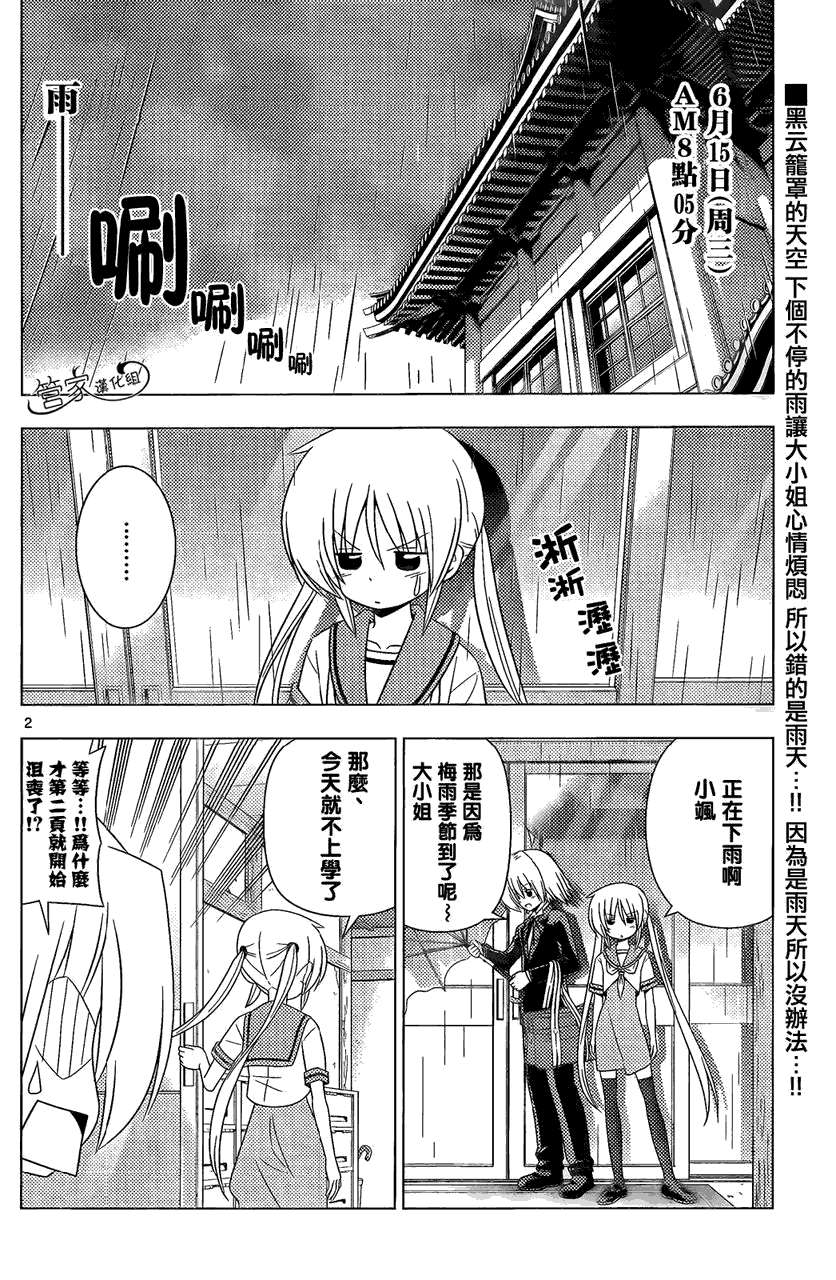 ■黑云籠罩的天空 下個不停的雨讓大小姐心情煩悶 所以錯的是雨天…!! 因為是雨天所以沒辦法…!!
6月15日(周三)
AM8點05分
雨——
唰
唰
唰
唰
管家漢化組
淅
淅
瀝
瀝
………
2
正在下雨啊
小颯
那是因爲
梅雨季節到了呢~
大小姐
那麼、
今天就不上學了
等等…!!爲什麼
才第二頁就開始
沮喪了!?